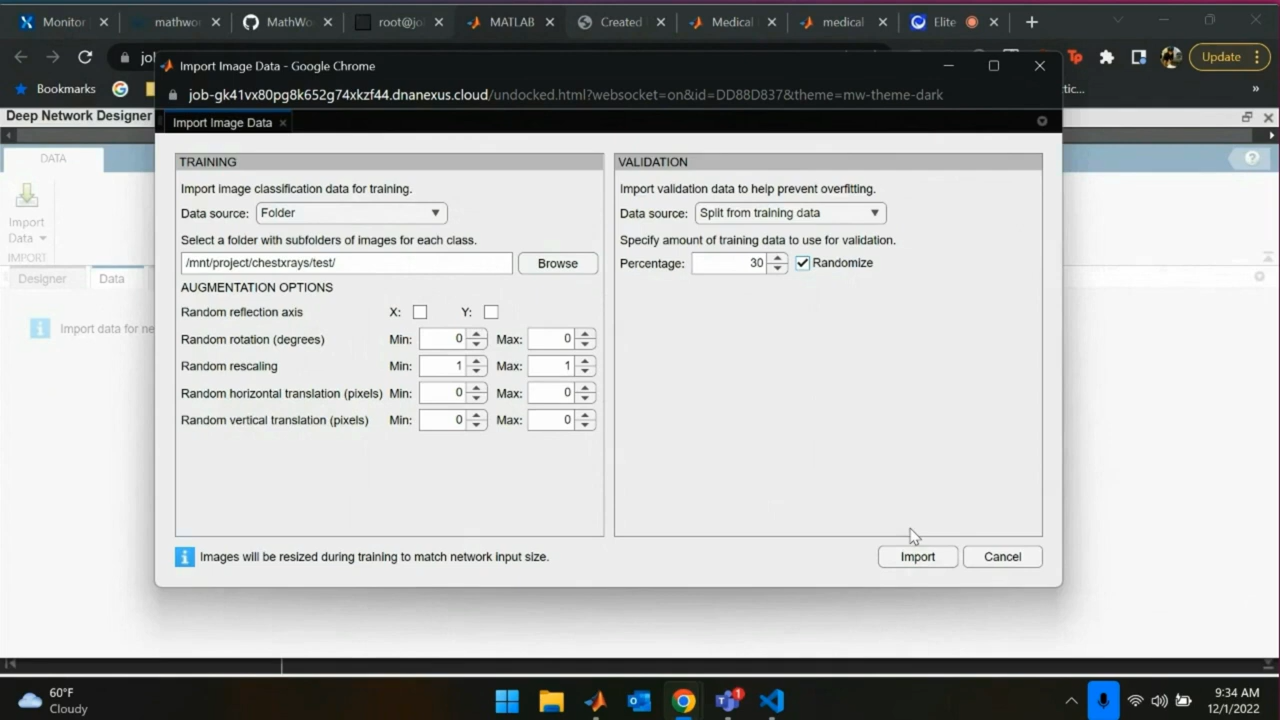 Monitor
mathwo
MathWo
root@jo
MATLAB
Created
Medical
medical
Elite
jol
Tp
Update
Bookmarks
tic...
»
Import Image Data - Google Chrome
job-gk41vx80pg8k652g74xkzf44.dnanexus.cloud/undocked.html?websocket=on&id=DD88D837&theme=mw-theme-dark
Deep Network Designer
Import Image Data
DATA
Import
Data
IMPORT
Designer
Data
Import data for ne
TRAINING
Import image classification data for training.
Data source: Folder
Select a folder with subfolders of images for each class.
/mnt/project/chestxrays/test/ Browse
AUGMENTATION OPTIONS
Random reflection axis X: Y:
Random rotation (degrees) Min: 0 Max: 0
Random rescaling Min: 1 Max: 1
Random horizontal translation (pixels) Min: 0 Max: 0
Random vertical translation (pixels) Min: 0 Max: 0
VALIDATION
Import validation data to help prevent overfitting.
Data source: Split from training data
Specify amount of training data to use for validation.
Percentage: 30 Randomize
Images will be resized during training to match network input size.
Import
Cancel
60°F
Cloudy
1
9:34 AM
12/1/2022